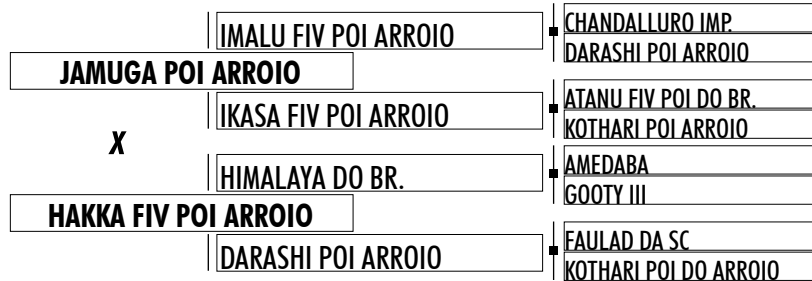 IMALU FIV POI ARROIO
CHANDALLURO IMP.
DARASHI POI ARROIO
JAMUGA POI ARROIO
IKASA FIV POI ARROIO
ATANU FIV POI DO BR.
KOTHARI POI ARROIO
X
HIMALAYA DO BR.
AMEDABA
GOOTY III
HAKKA FIV POI ARROIO
DARASHI POI ARROIO
FAULAD DA SC
KOTHARI POI DO ARROIO